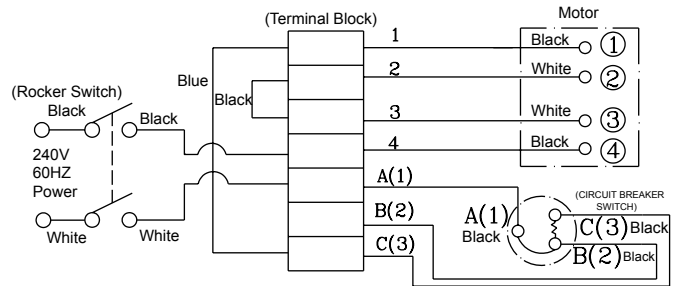 (Terminal Block)
Motor
1
Black
①
2
White
②
Blue
Black
(Rocker Switch)
Black
Black
3
White
③
4
Black
④
240V
60HZ
Power
White
White
A(1)
B(2)
C(3)
(CIRCUIT BREAKER
SWITCH)
A(1)
Black
C(3) Black
B(2) Black